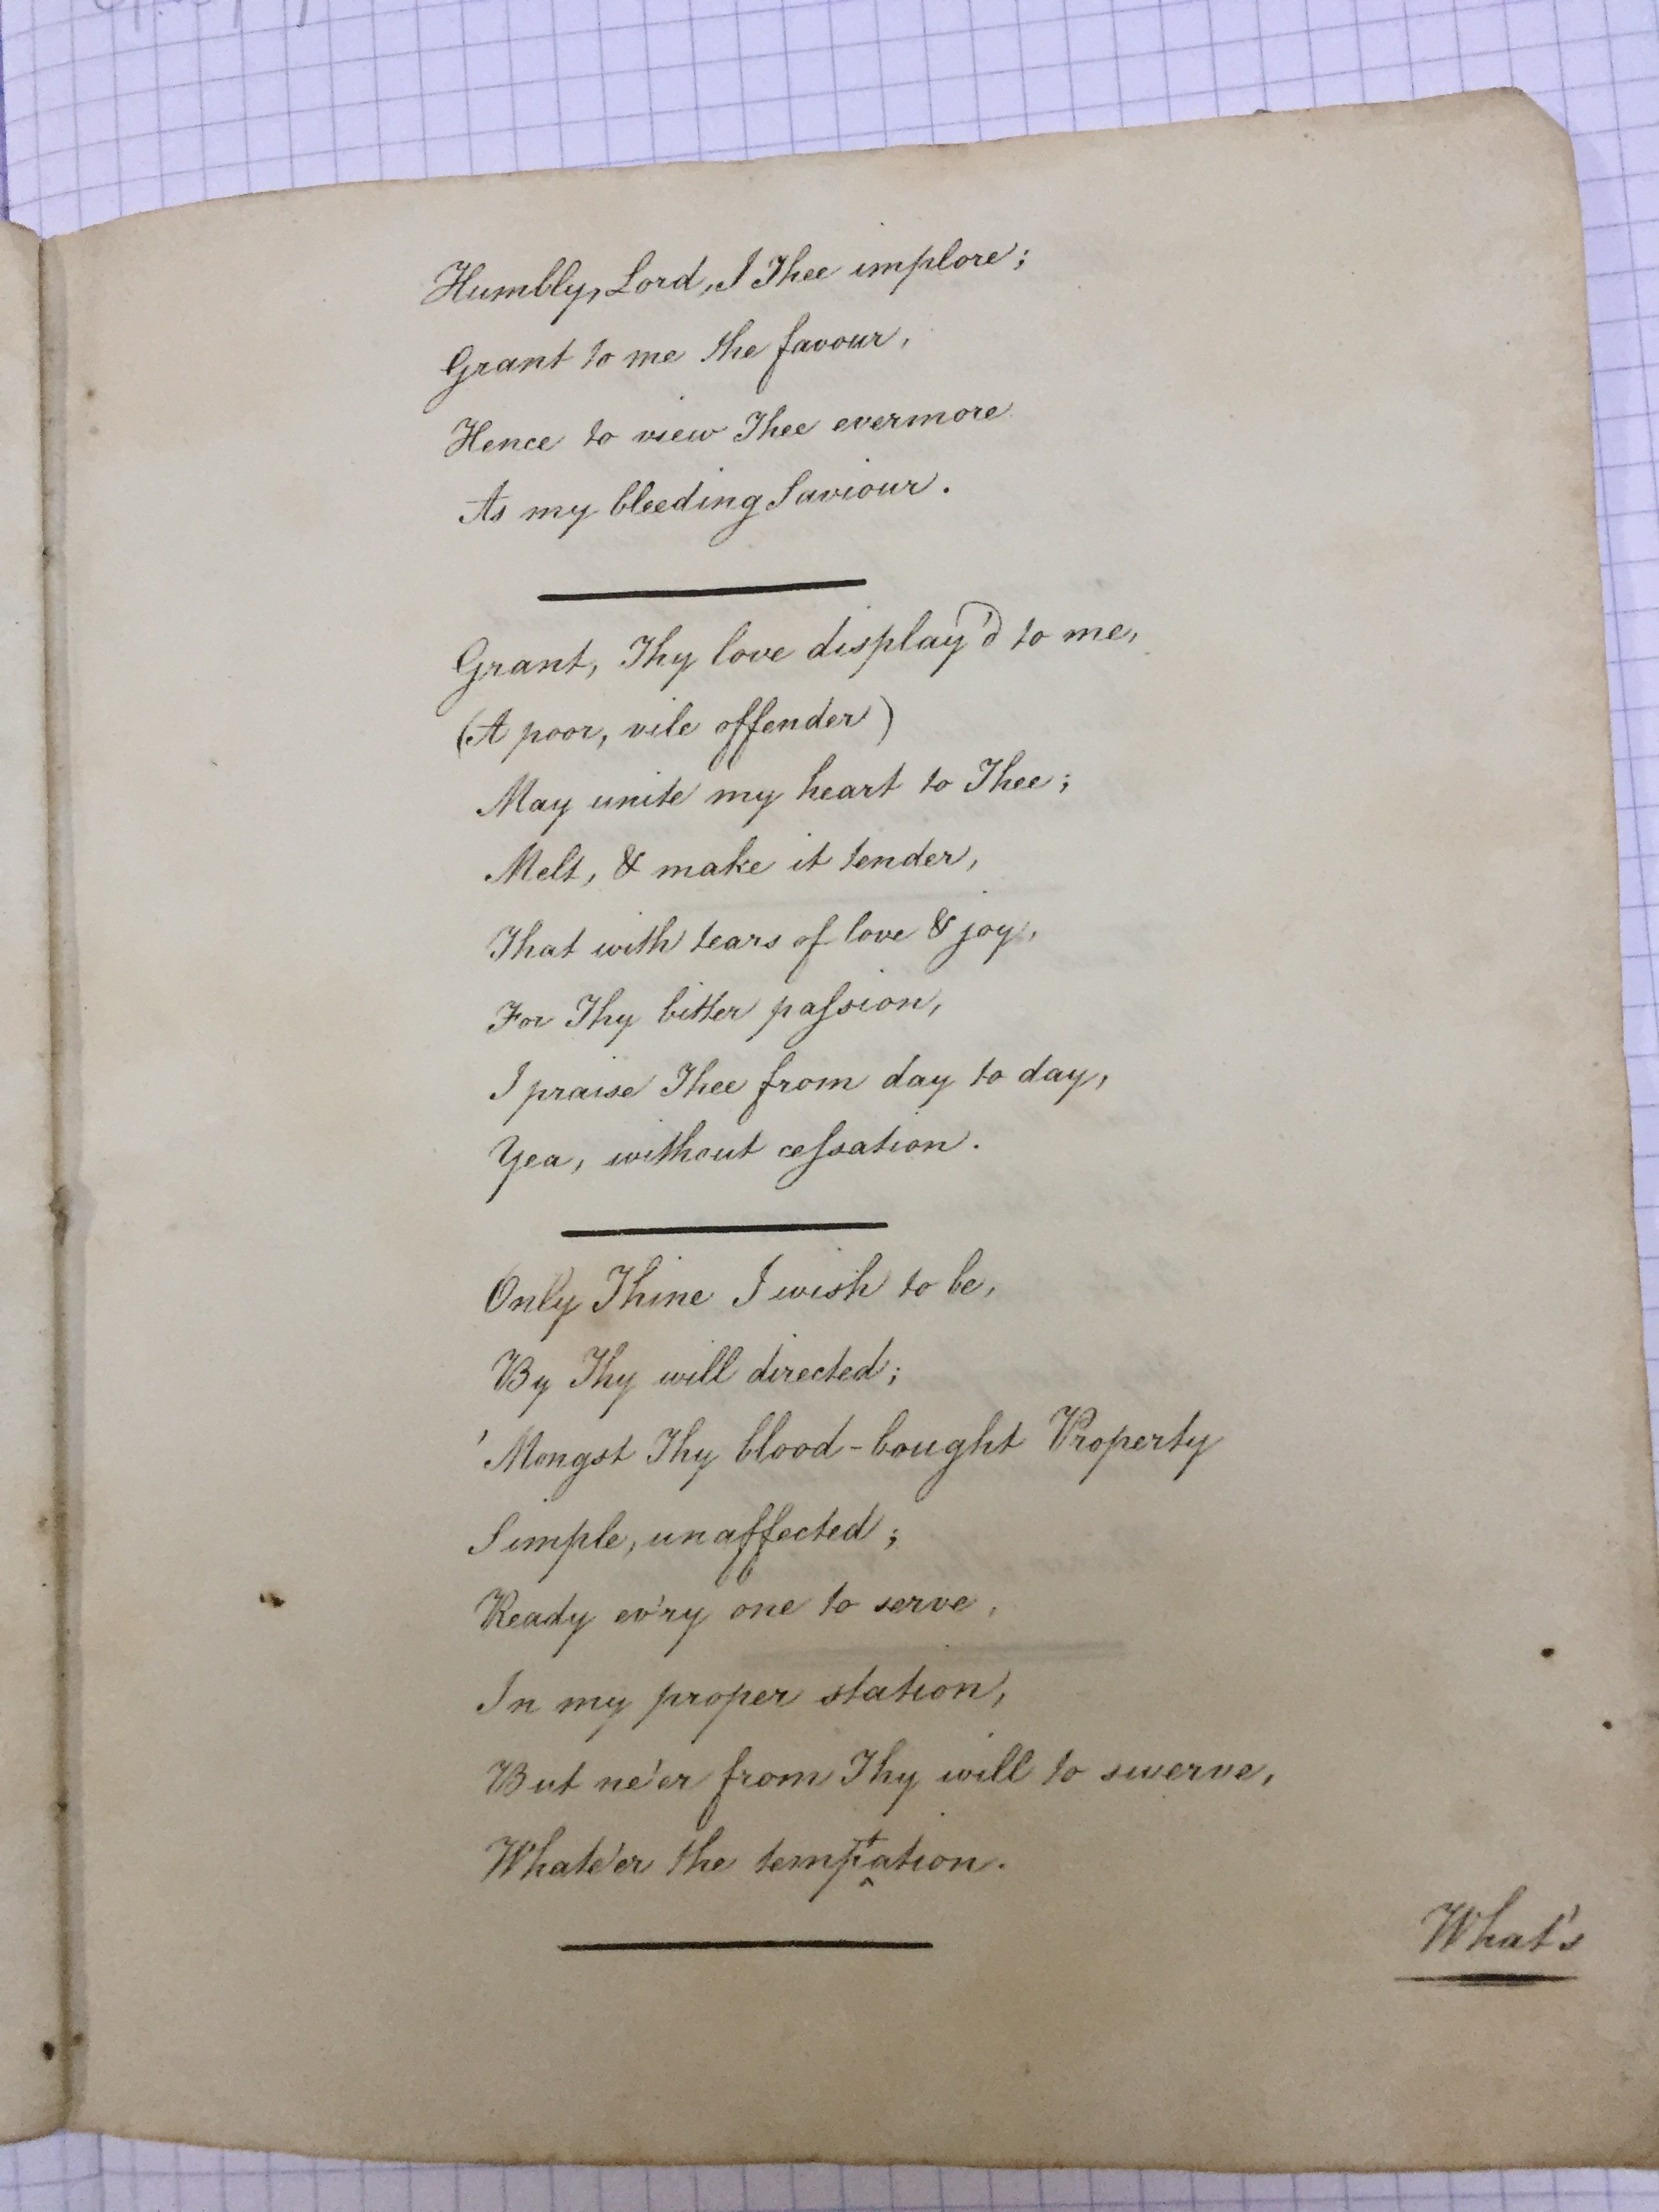 Humbly, Lord, I Thee implore;
Grant to me the favour,
Hence to view Thee evermore
As my bleeding Saviour.
Grant, Thy love display'd to me,
(A poor, vile offender)
May unite my heart to Thee;
Melt, & make it tender,
That with tears of love & joy,
For Thy bitter paſsion,
I praise Thee from day to day,
Yea, without ceſsation.
Only Thine I wish to be,
By Thy will directed;
'Mongst Thy blood-bought Property
Simple, unaffected;
Ready ev'ry one to serve,
In my proper station,
But ne'er from Thy will to swerve,
Whate'er the temptation.
What's